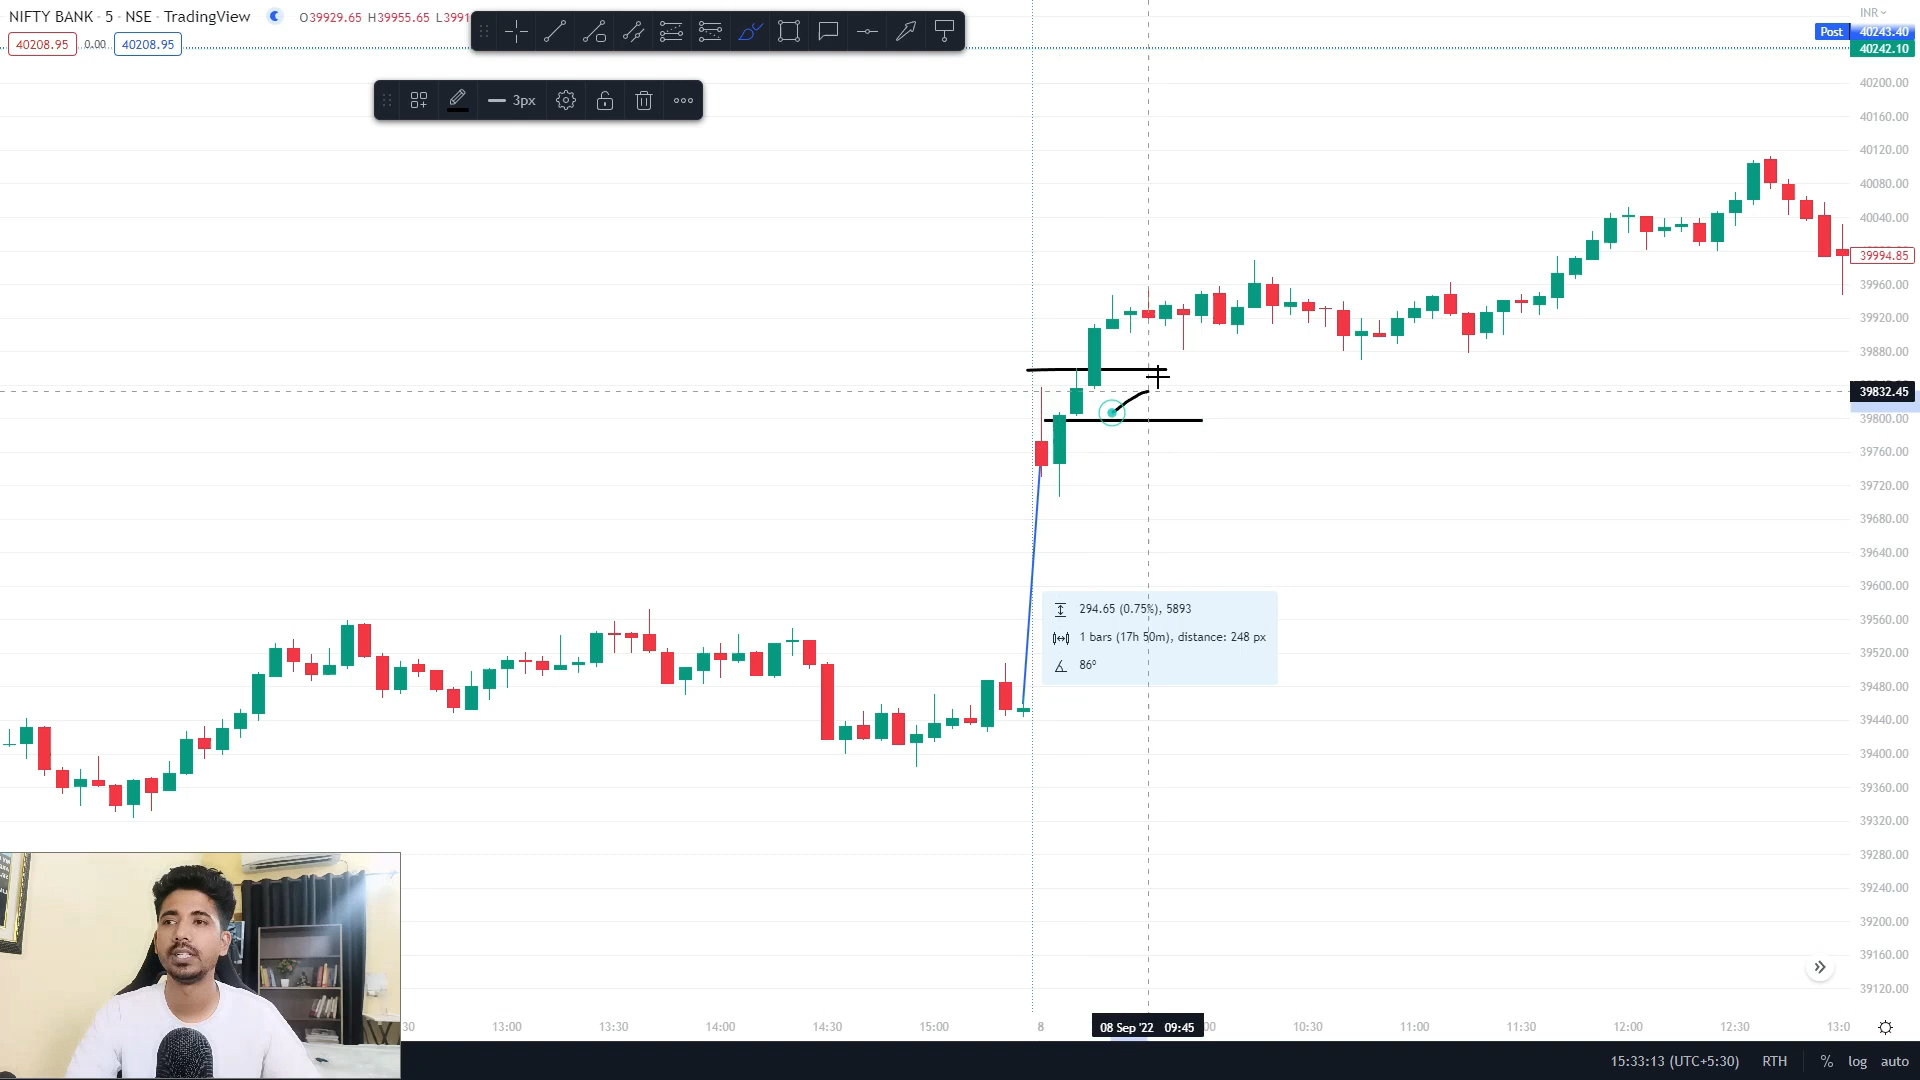 NIFTY BANK · 5 · NSE · TradingView
O39929.65 H39955.65 L3991
INR
40208.95 0.00 40208.95
Post 40243.40
40242.10
3px
40200.00
40160.00
40120.00
40080.00
40040.00
39994.85
39960.00
39920.00
39880.00
39832.45
39800.00
39760.00
39720.00
39680.00
39640.00
39600.00
39560.00
39520.00
39480.00
39440.00
39400.00
39360.00
39320.00
39280.00
39240.00
39200.00
39160.00
39120.00
294.65 (0.75%), 5893
1 bars (17h 50m), distance: 248 px
86º
30 13:00 13:30 14:00 14:30 15:00 8 08 Sep '22 09:45 00 10:30 11:00 11:30 12:00 12:30 13:0
15:33:13 (UTC+5:30) RTH % log auto